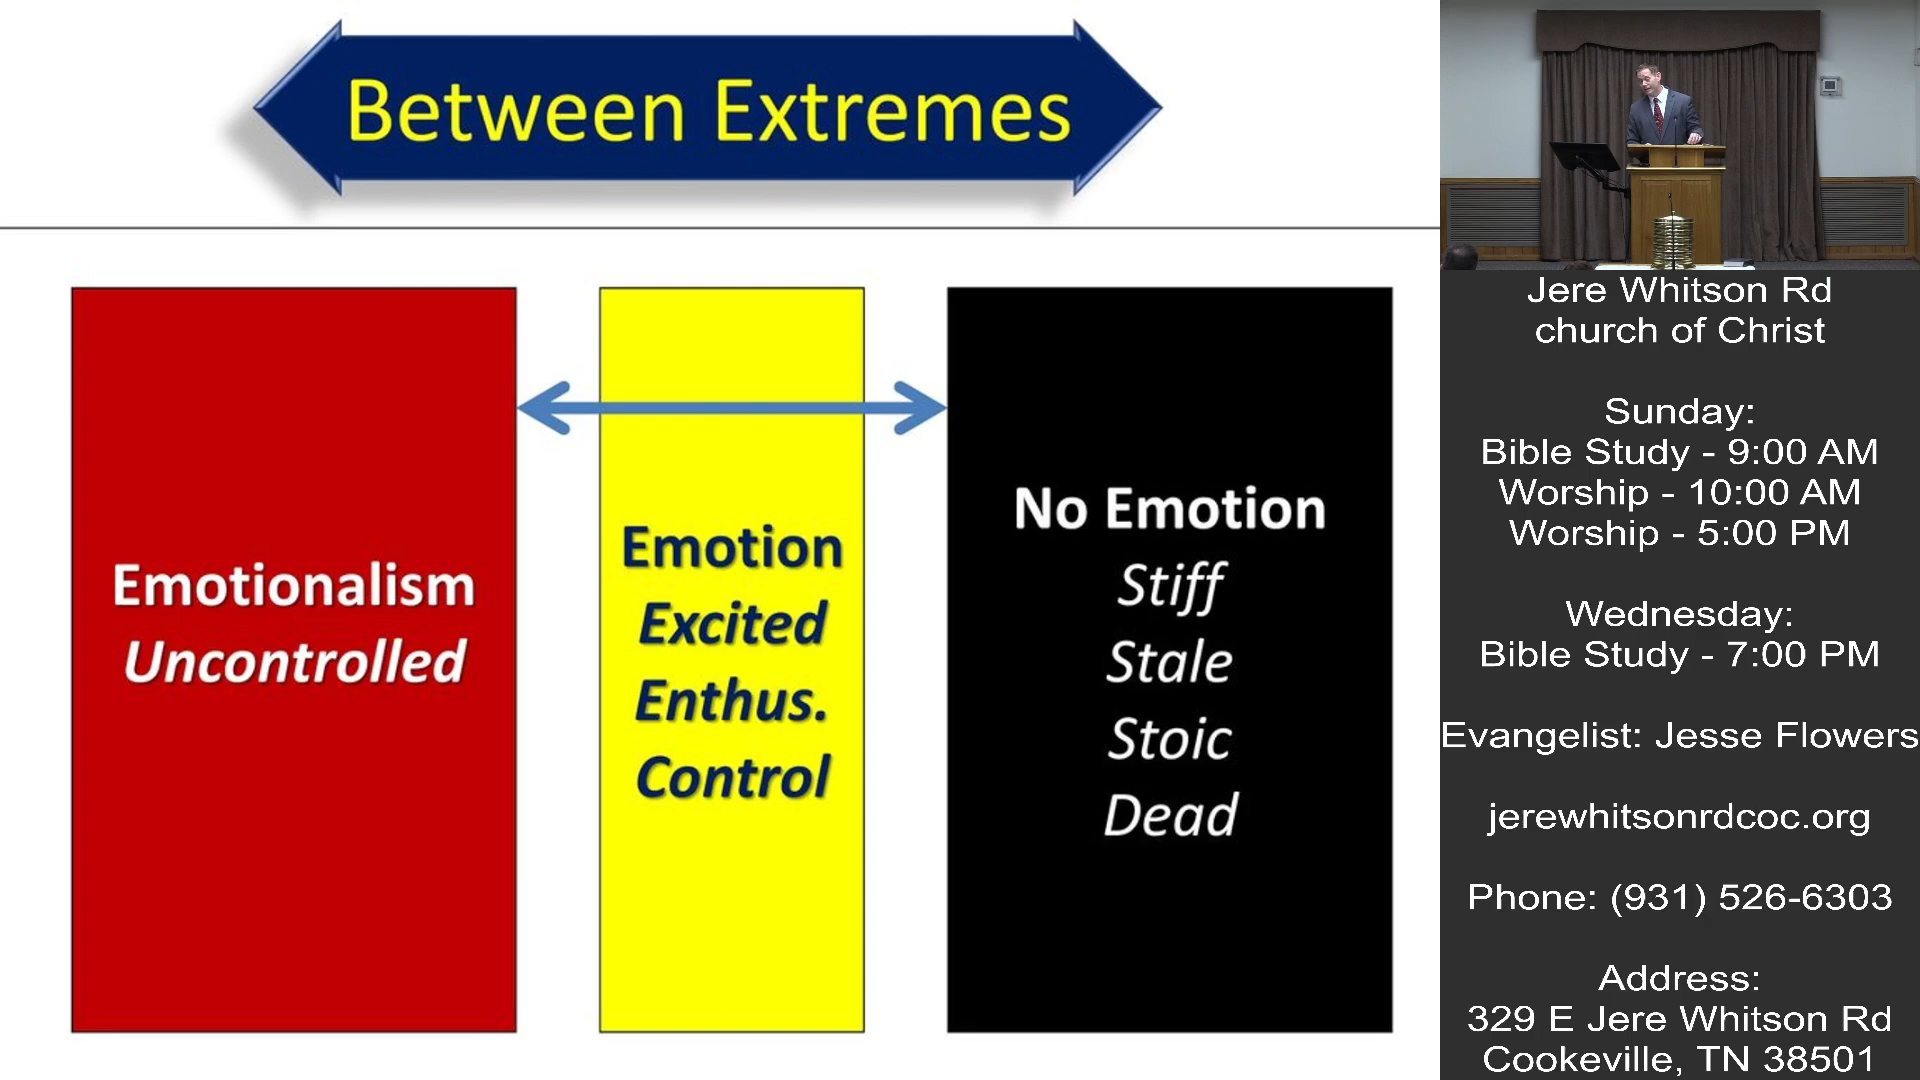 Between Extremes
Emotionalism
Uncontrolled
Emotion
Excited
Enthus.
Control
No Emotion
Stiff
Stale
Stoic
Dead
Jere Whitson Rd
church of Christ
Sunday:
Bible Study - 9:00 AM
Worship - 10:00 AM
Worship - 5:00 PM
Wednesday:
Bible Study - 7:00 PM
Evangelist: Jesse Flowers
jerewhitsonrdcoc.org
Phone: (931) 526-6303
Address:
329 E Jere Whitson Rd
Cookeville, TN 38501